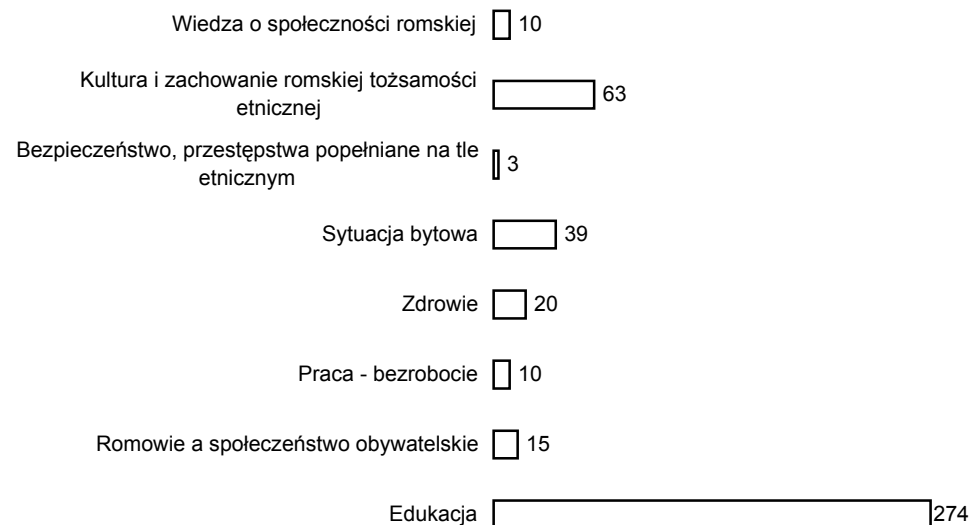 Wiedza o społeczności romskiej 10
Kultura i zachowanie romskiej tożsamości
etnicznej 63
Bezpieczeństwo, przestępstwa popełniane na tle
etnicznym 3
Sytuacja bytowa 39
Zdrowie 20
Praca - bezrobocie 10
Romowie a społeczeństwo obywatelskie 15
Edukacja 274